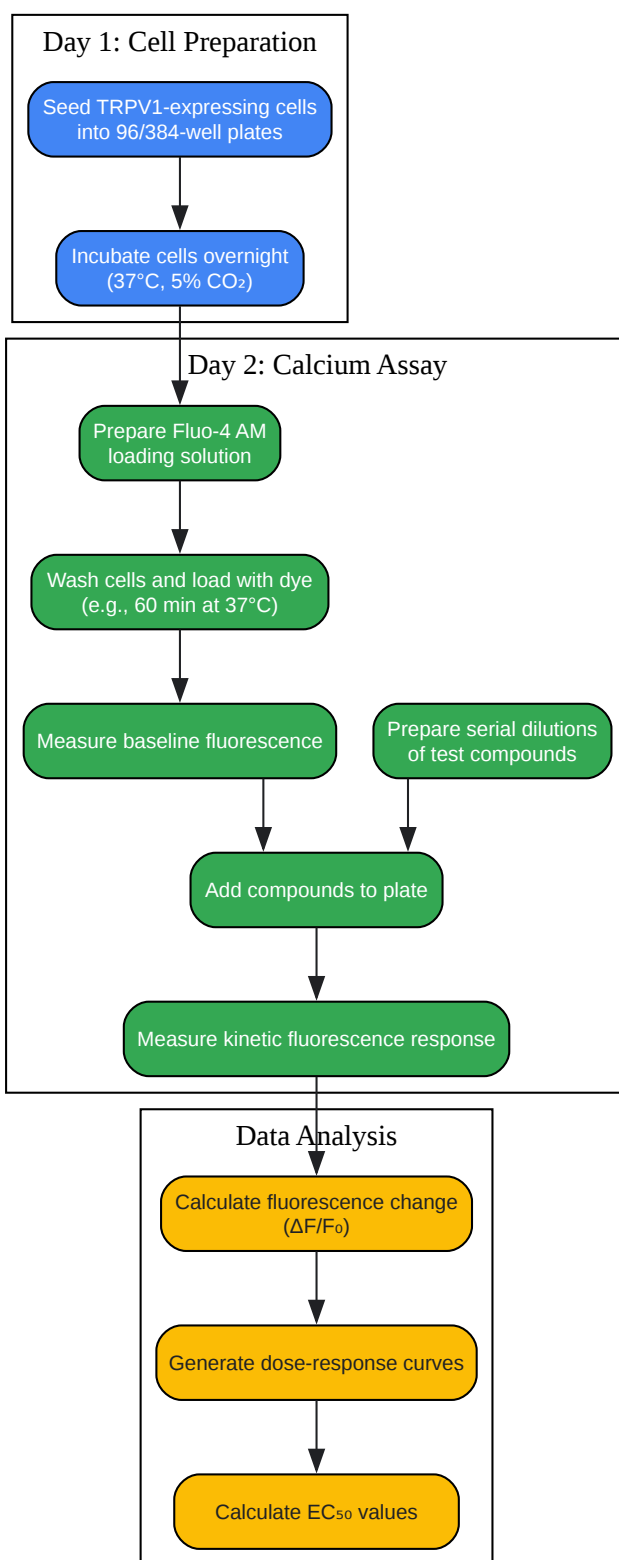 Day 1: Cell Preparation
Seed TRPV1-expressing cells
into 96/384-well plates
Incubate cells overnight
(37°C, 5% CO₂)
Day 2: Calcium Assay
Prepare Fluo-4 AM
loading solution
Wash cells and load with dye
(e.g., 60 min at 37°C)
Measure baseline fluorescence
Prepare serial dilutions
of test compounds
Add compounds to plate
Measure kinetic fluorescence response
Data Analysis
Calculate fluorescence change
(ΔF/F₀)
Generate dose-response curves
Calculate EC₅₀ values